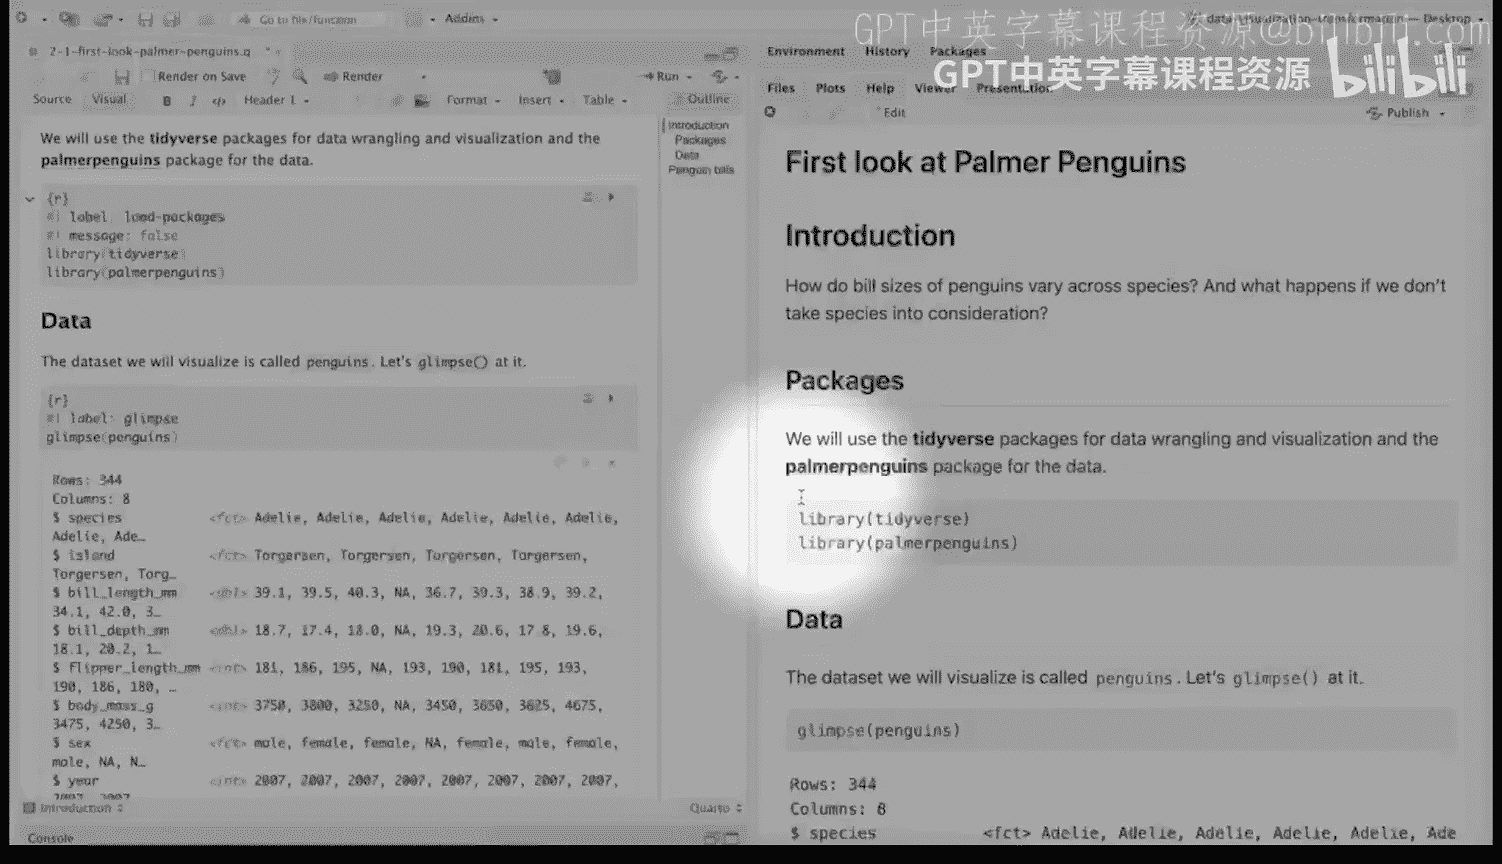 Go to file/function
Addins
data-visualization-transformation — Desktop
GPT中英字幕课程资源@bilibili.com
GPT中英字幕课程资源 bilibili
2-1-first-look-palmer-penguins.q
Render on Save
Render
Run
Source Visual B I </> Header 1 Format Insert Table Outline
We will use the tidyverse packages for data wrangling and visualization and the
palmerpenguins package for the data.
{r}
#| label: load-packages
#| message: false
library(tidyverse)
library(palmerpenguins)
Data
The dataset we will visualize is called penguins. Let's glimpse() at it.
{r}
#| label: glimpse
glimpse(penguins)
Rows: 344
Columns: 8
$ species <fct> Adelie, Adelie, Adelie, Adelie, Adelie, Adelie,
Adelie, Ade…
$ island <fct> Torgersen, Torgersen, Torgersen, Torgersen,
Torgersen, Torg…
$ bill_length_mm <dbl> 39.1, 39.5, 40.3, NA, 36.7, 39.3, 38.9, 39.2,
34.1, 42.0, 3…
$ bill_depth_mm <dbl> 18.7, 17.4, 18.0, NA, 19.3, 20.6, 17.8, 19.6,
18.1, 20.2, 1…
$ flipper_length_mm <int> 181, 186, 195, NA, 193, 190, 181, 195, 193,
190, 186, 180, …
$ body_mass_g <int> 3750, 3800, 3250, NA, 3450, 3650, 3625, 4675,
3475, 4250, 3…
$ sex <fct> male, female, female, NA, female, male, female,
male, NA, N…
$ year <int> 2007, 2007, 2007, 2007, 2007, 2007, 2007, 2007,
2007, 2007
Introduction
Quarto
Console
Introduction
Packages
Data
Penguin bills
Environment History Packages
Files Plots Help Viewer Presentation
Edit
Publish
First look at Palmer Penguins
Introduction
How do bill sizes of penguins vary across species? And what happens if we don't
take species into consideration?
Packages
We will use the tidyverse packages for data wrangling and visualization and the
palmerpenguins package for the data.
library(tidyverse)
library(palmerpenguins)
Data
The dataset we will visualize is called penguins. Let's glimpse() at it.
glimpse(penguins)
Rows: 344
Columns: 8
$ species <fct> Adelie, Adelie, Adelie, Adelie, Adelie, Ade